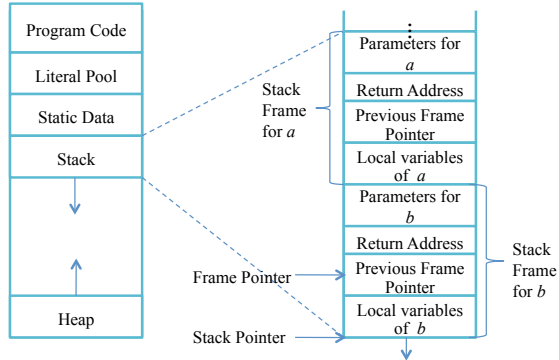 Program Code
Literal Pool
Static Data
Stack
Heap
Stack
Frame
for a
Frame Pointer
Stack Pointer
Parameters for
a
Return Address
Previous Frame
Pointer
Local variables
of a
Parameters for
b
Return Address
Previous Frame
Pointer
Local variables
of b
Stack
Frame
for b